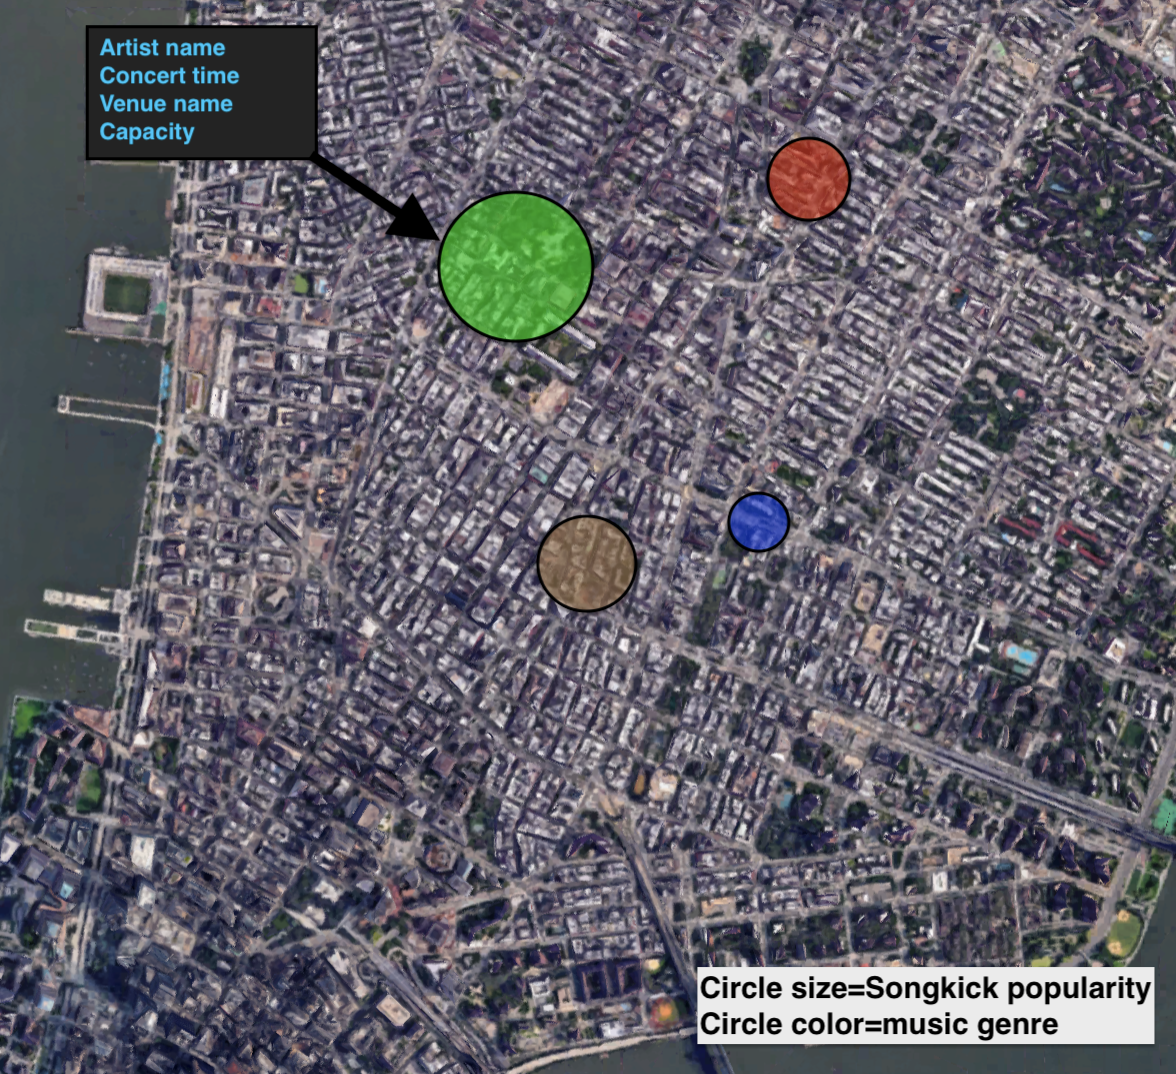 Artist name
Concert time
Venue name
Capacity
Circle size=Songkick popularity
Circle color=music genre